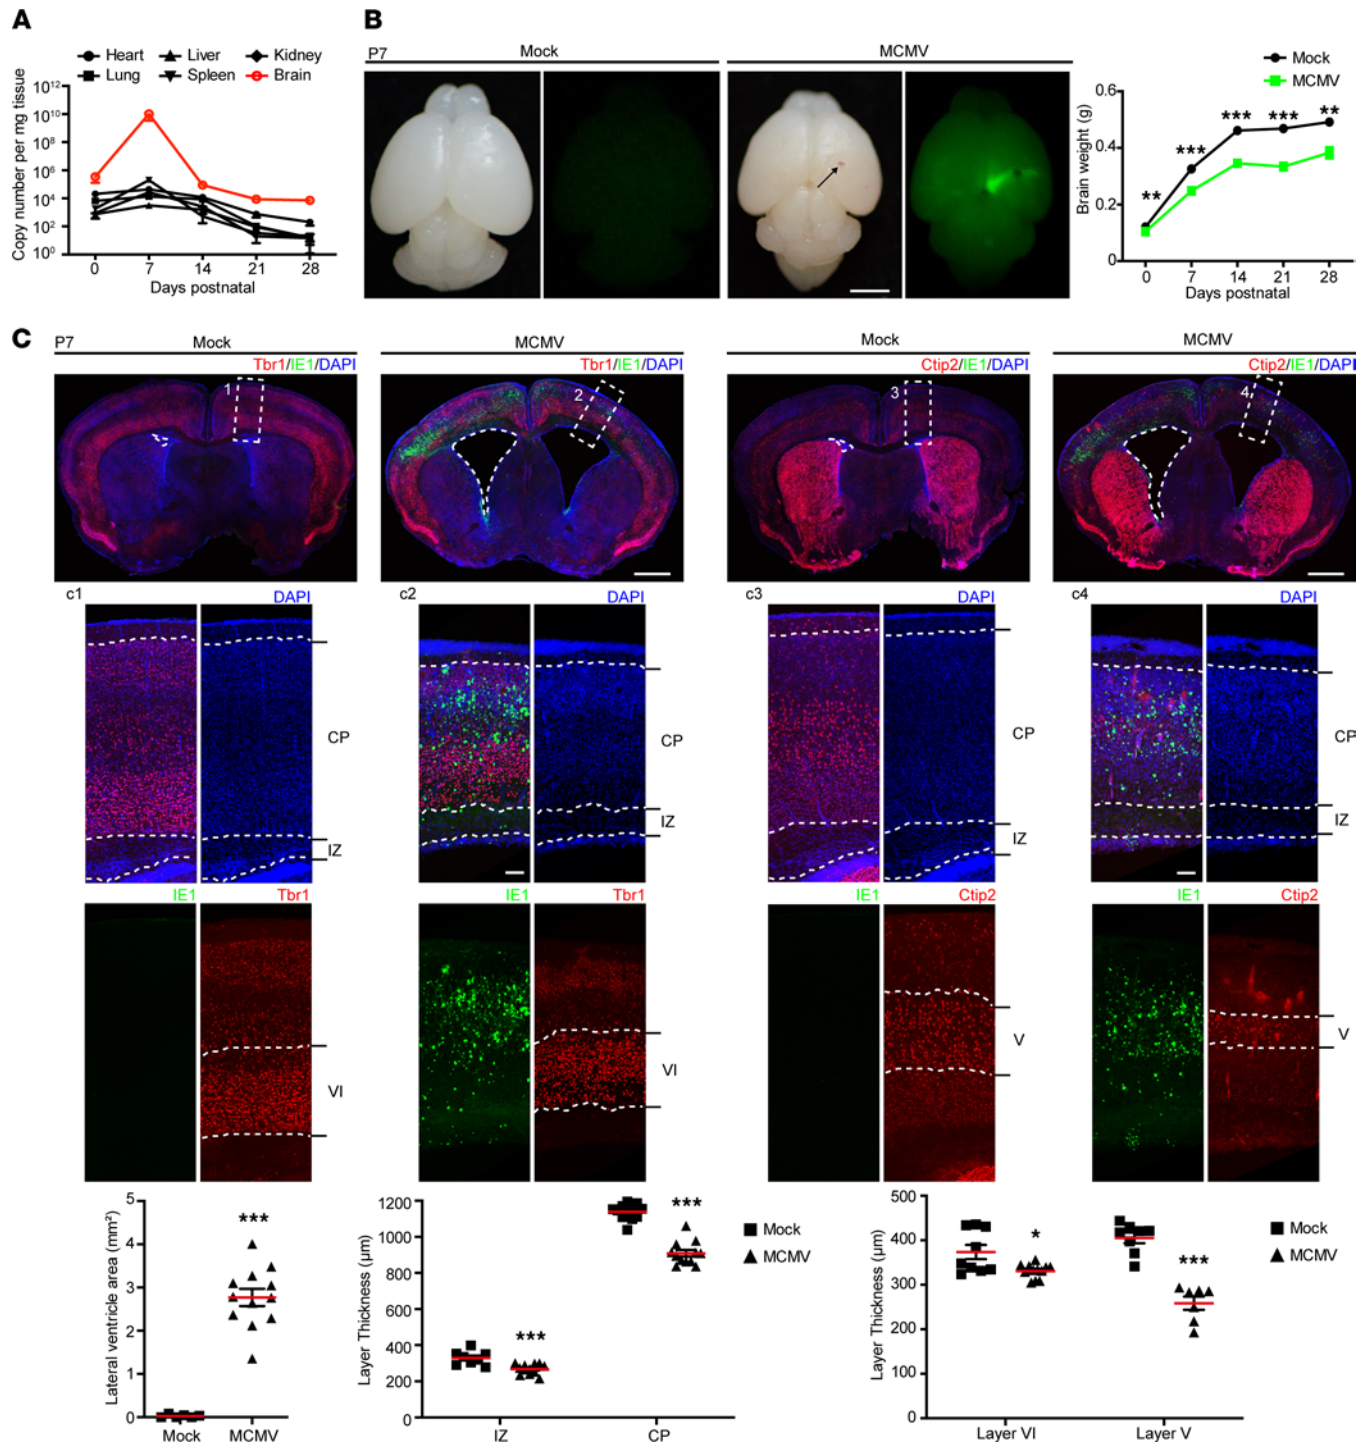 A
Heart Liver Kidney
Lung Spleen Brain
Copy number per mg tissue
10¹²
10¹⁰
10⁸
10⁶
10⁴
10²
10⁰
0 7 14 21 28
Days postnatal
B
P7 Mock MCMV
Mock
MCMV
Brain weight (g)
0.6
0.4
0.2
0.0
** *** *** *** **
0 7 14 21 28
Days postnatal
C
P7 Mock MCMV Mock MCMV
Tbr1/IE1/DAPI Tbr1/IE1/DAPI Ctip2/IE1/DAPI Ctip2/IE1/DAPI
1 2 3 4
c1 DAPI c2 DAPI c3 DAPI c4 DAPI
CP CP CP CP
IZ IZ IZ IZ
IE1 Tbr1 IE1 Tbr1 IE1 Ctip2 IE1 Ctip2
VI VI V V
Lateral ventricle area (mm²)
5
4
3
2
1
0
***
Mock MCMV
Layer Thickness (μm)
1200
1000
800
600
400
200
0
*** ***
IZ CP
Mock
MCMV
Layer Thickness (μm)
500
400
300
200
100
0
* ***
Layer VI Layer V
Mock
MCMV